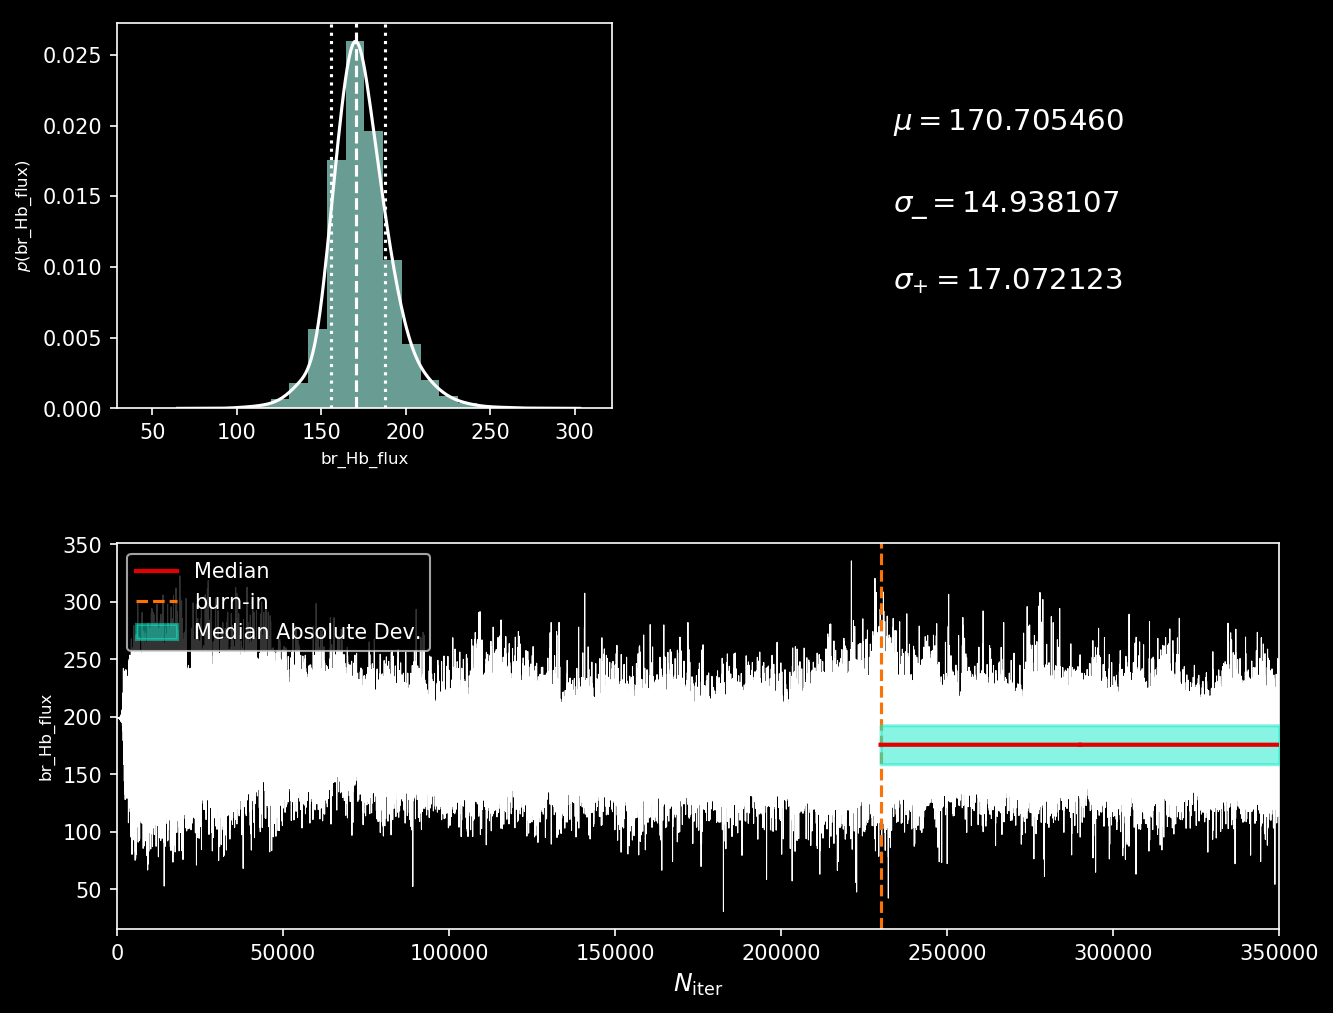 0.025
0.020
0.015
0.010
0.005
0.000
p(br_Hb_flux)
50 100 150 200 250 300
br_Hb_flux
μ = 170.705460
σ_ = 14.938107
σ+ = 17.072123
350
300
250
200
150
100
50
br_Hb_flux
Median
burn-in
Median Absolute Dev.
0 50000 100000 150000 200000 250000 300000 350000
Niter